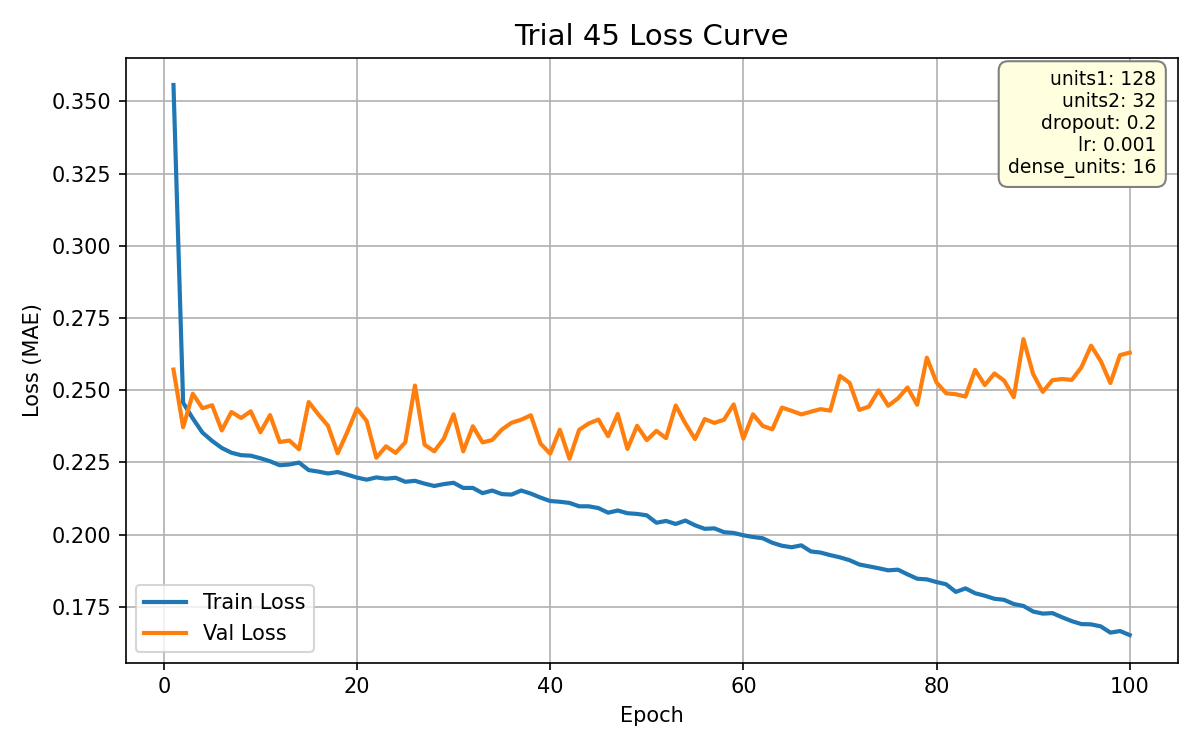 Trial 45 Loss Curve
units1: 128
units2: 32
dropout: 0.2
lr: 0.001
dense_units: 16
Loss (MAE)
0.350
0.325
0.300
0.275
0.250
0.225
0.200
0.175
Train Loss
Val Loss
0 20 40 60 80 100
Epoch